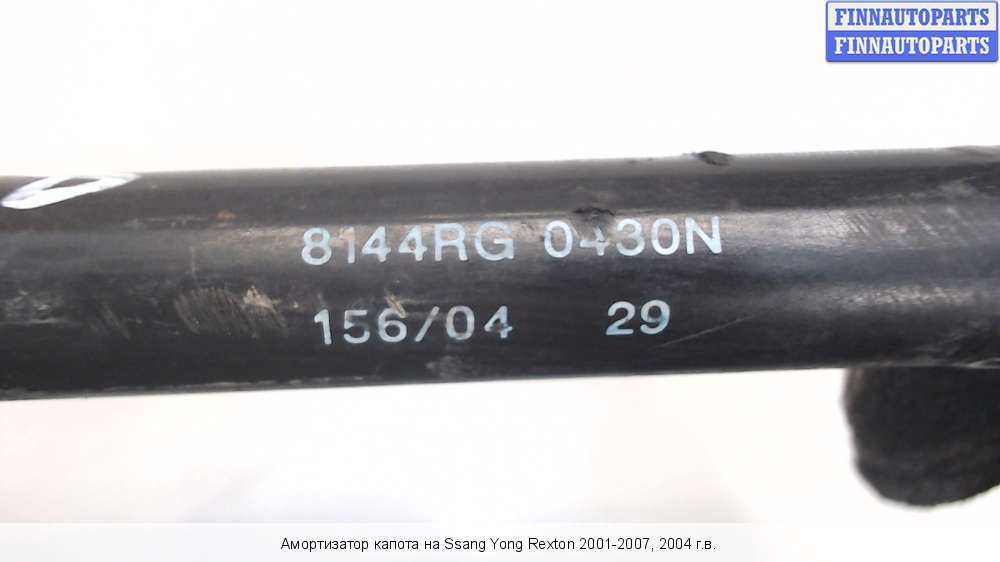 FINNAUTOPARTS
FINNAUTOPARTS
8144RG 0430N
156/04 29
Амортизатор капота на Ssang Yong Rexton 2001-2007, 2004 г.в.